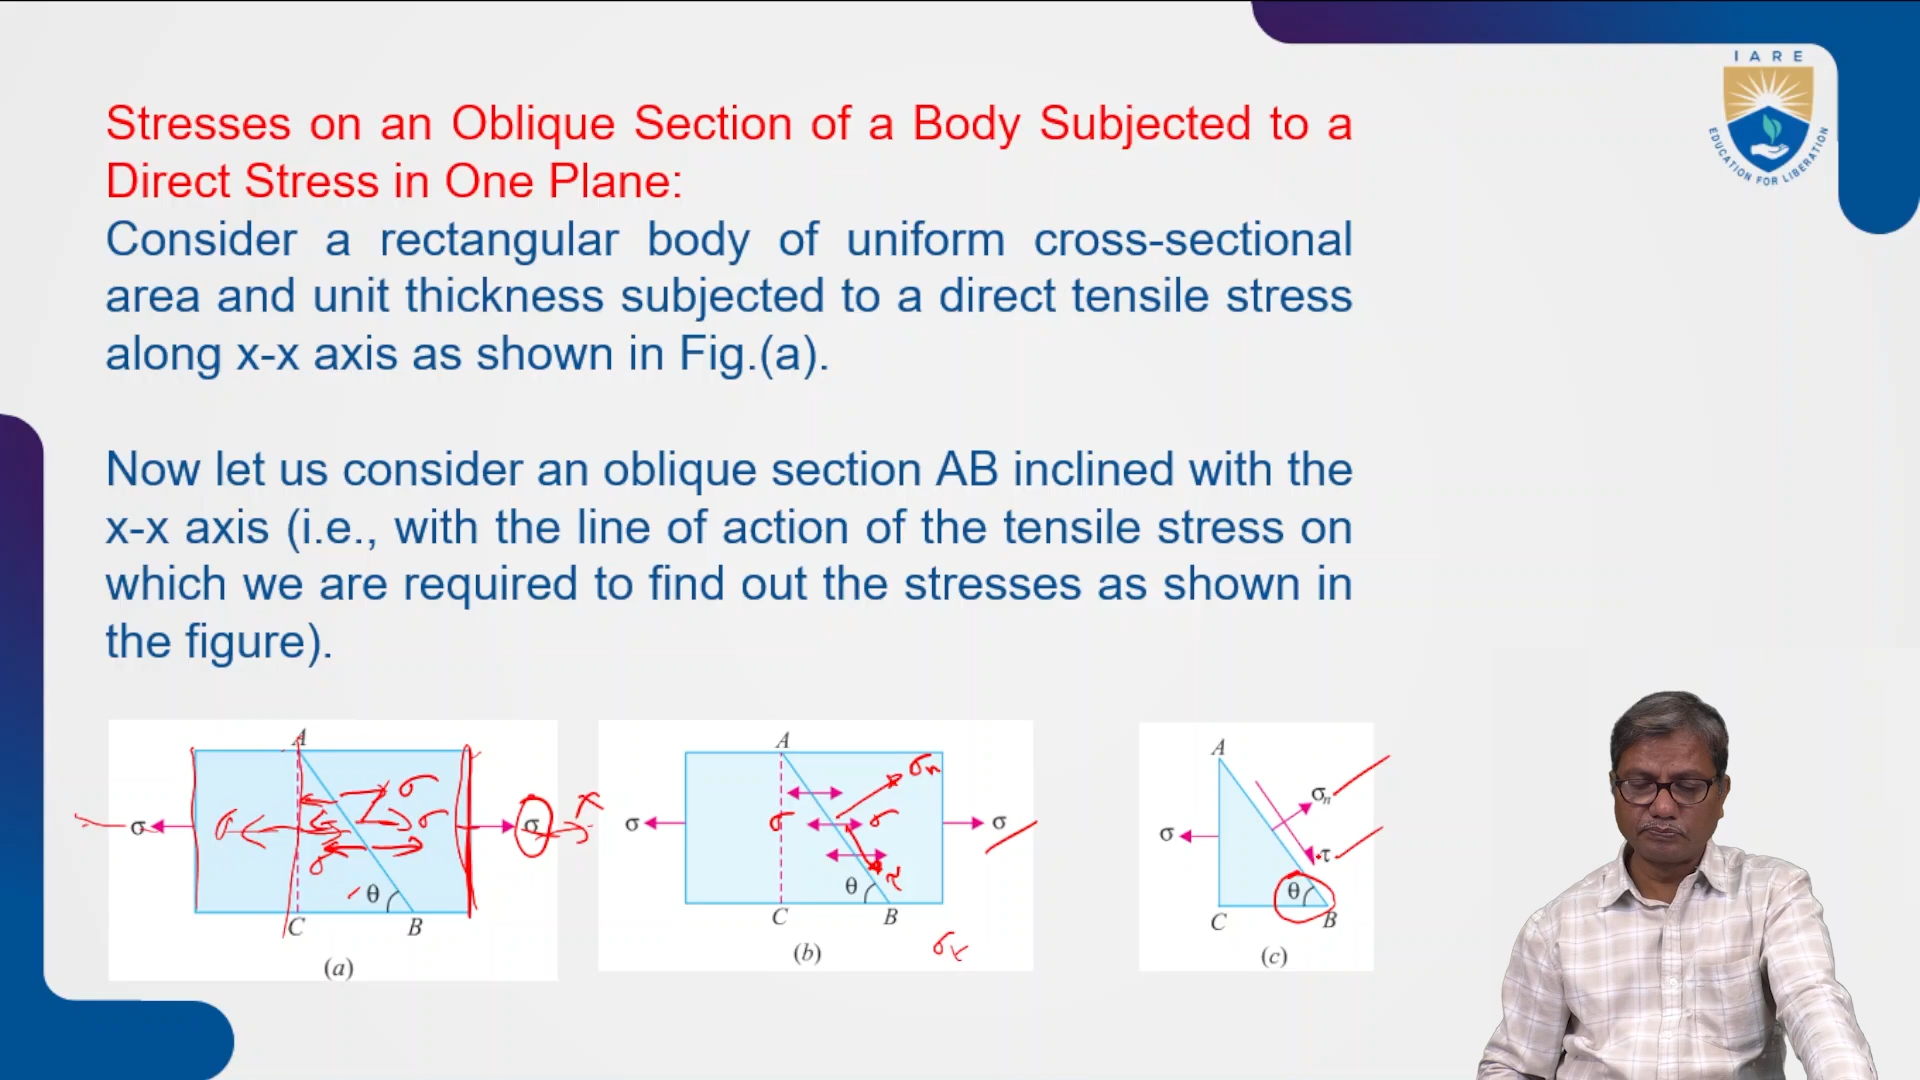 I A R E
EDUCATION FOR LIBERATION
Stresses on an Oblique Section of a Body Subjected to a
Direct Stress in One Plane:
Consider a rectangular body of uniform cross-sectional
area and unit thickness subjected to a direct tensile stress
along x-x axis as shown in Fig.(a).
Now let us consider an oblique section AB inclined with the
x-x axis (i.e., with the line of action of the tensile stress on
which we are required to find out the stresses as shown in
the figure).
A
σ
σ
σ
σ
σ
σ
x
θ
C
B
(a)
A
σn
σ
σ
σ
σ
θ
τ
C
B
σt
(b)
A
σn
σ
τ
θ
C
B
(c)